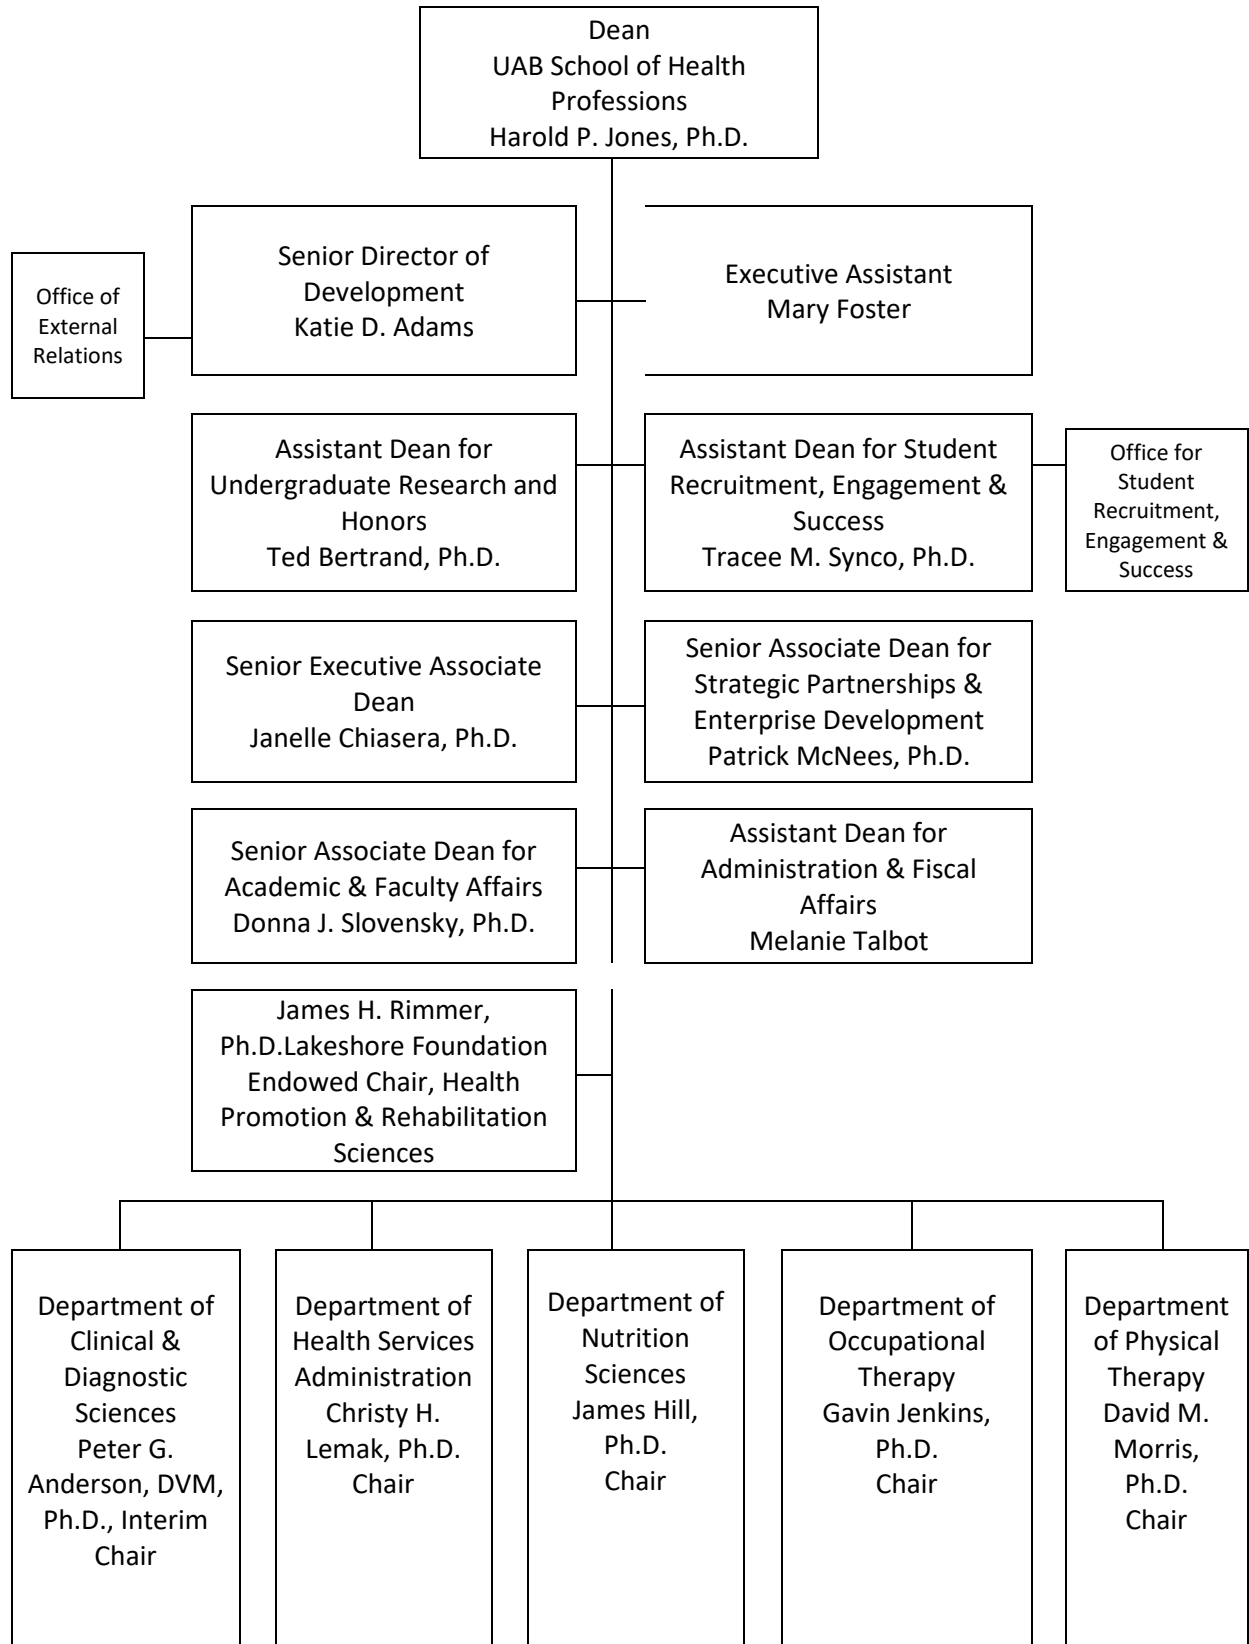 Dean
UAB School of Health
Professions
Harold P. Jones, Ph.D.
Senior Director of
Development
Katie D. Adams
Executive Assistant
Mary Foster
Office of
External
Relations
Assistant Dean for
Undergraduate Research and
Honors
Ted Bertrand, Ph.D.
Assistant Dean for Student
Recruitment, Engagement &
Success
Tracee M. Synco, Ph.D.
Office for
Student
Recruitment,
Engagement &
Success
Senior Executive Associate
Dean
Janelle Chiasera, Ph.D.
Senior Associate Dean for
Strategic Partnerships &
Enterprise Development
Patrick McNees, Ph.D.
Senior Associate Dean for
Academic & Faculty Affairs
Donna J. Slovensky, Ph.D.
Assistant Dean for
Administration & Fiscal
Affairs
Melanie Talbot
James H. Rimmer,
Ph.D.Lakeshore Foundation
Endowed Chair, Health
Promotion & Rehabilitation
Sciences
Department of
Clinical &
Diagnostic
Sciences
Peter G.
Anderson, DVM,
Ph.D., Interim
Chair
Department of
Health Services
Administration
Christy H.
Lemak, Ph.D.
Chair
Department of
Nutrition
Sciences
James Hill,
Ph.D.
Chair
Department of
Occupational
Therapy
Gavin Jenkins,
Ph.D.
Chair
Department
of Physical
Therapy
David M.
Morris,
Ph.D.
Chair